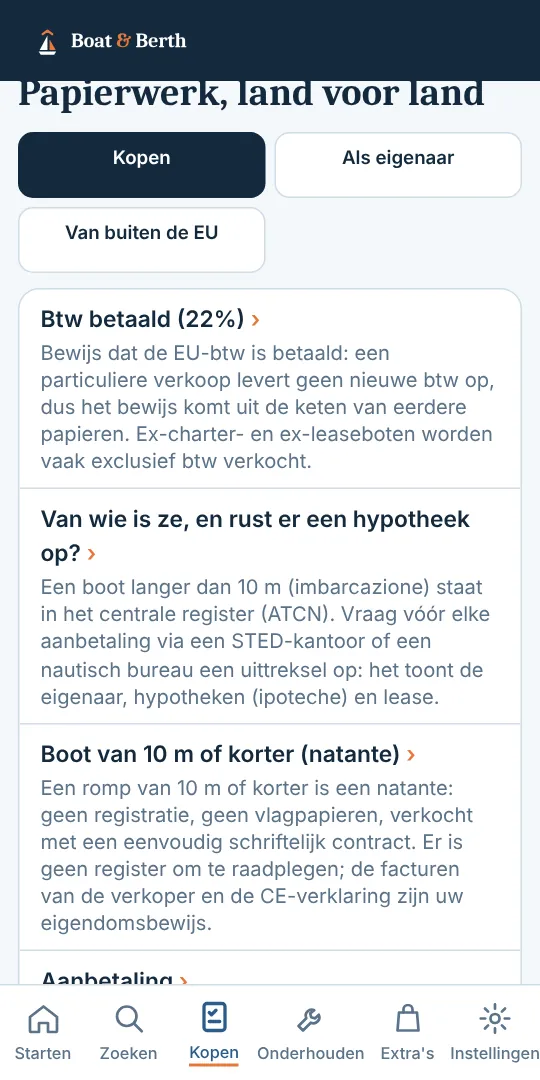 Boat & Berth
Papierwerk, land voor land
Kopen
Als eigenaar
Van buiten de EU
Btw betaald (22%) ›
Bewijs dat de EU-btw is betaald: een
particuliere verkoop levert geen nieuwe btw op,
dus het bewijs komt uit de keten van eerdere
papieren. Ex-charter- en ex-leaseboten worden
vaak exclusief btw verkocht.
Van wie is ze, en rust er een hypotheek
op? ›
Een boot langer dan 10 m (imbarcazione) staat
in het centrale register (ATCN). Vraag vóór elke
aanbetaling via een STED-kantoor of een
nautisch bureau een uittreksel op: het toont de
eigenaar, hypotheken (ipoteche) en lease.
Boot van 10 m of korter (natante) ›
Een romp van 10 m of korter is een natante:
geen registratie, geen vlagpapieren, verkocht
met een eenvoudig schriftelijk contract. Er is
geen register om te raadplegen; de facturen
van de verkoper en de CE-verklaring zijn uw
eigendomsbewijs.
Aanbetaling ›
Starten
Zoeken
Kopen
Onderhouden
Extra's
Instellingen